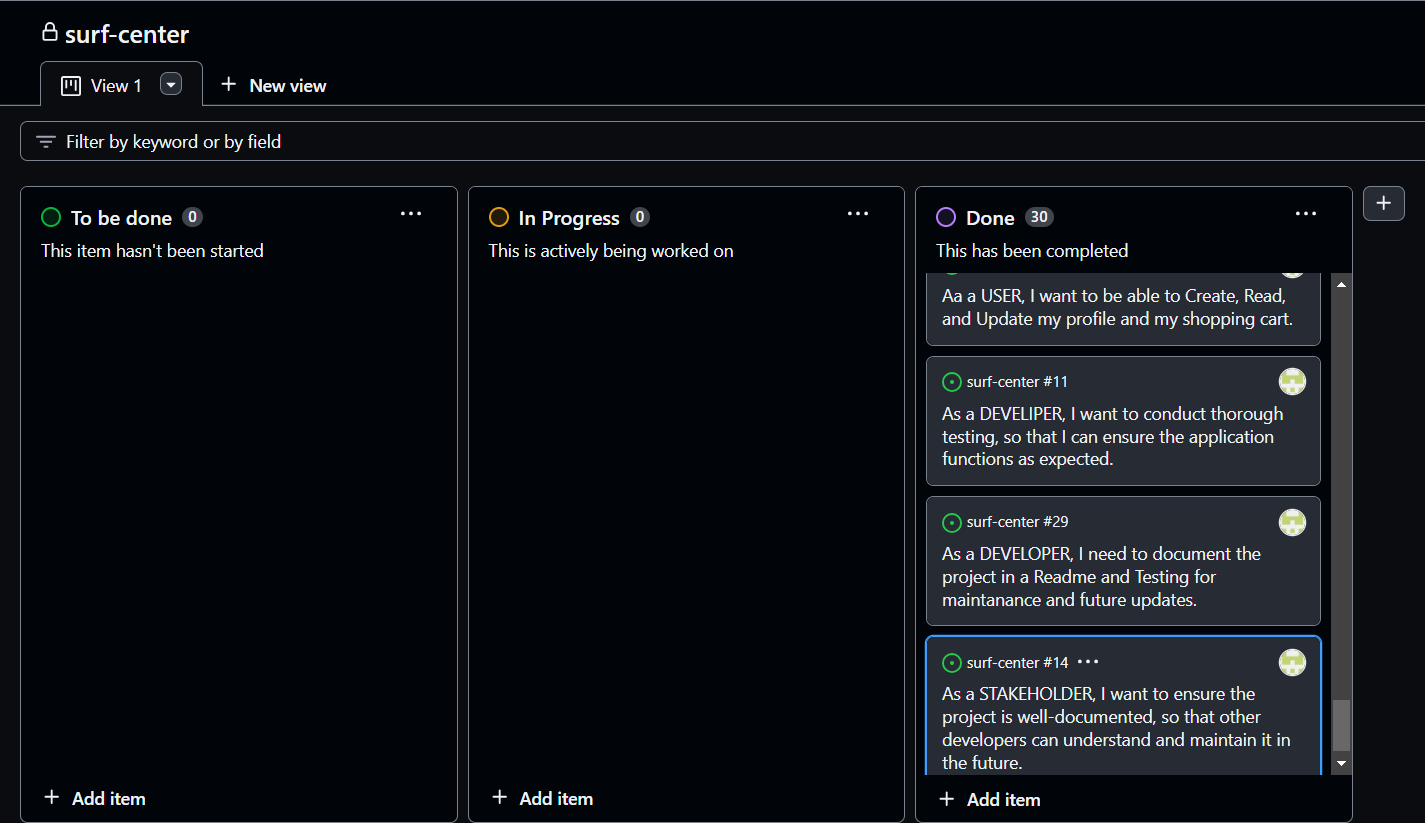 surf-center
View 1
New view
Filter by keyword or by field
To be done 0
This item hasn't been started
Add item
In Progress 0
This is actively being worked on
Add item
Done 30
This has been completed
Aa a USER, I want to be able to Create, Read,
and Update my profile and my shopping cart.
surf-center #11
As a DEVELIPER, I want to conduct thorough
testing, so that I can ensure the application
functions as expected.
surf-center #29
As a DEVELOPER, I need to document the
project in a Readme and Testing for
maintanance and future updates.
surf-center #14
As a STAKEHOLDER, I want to ensure the
project is well-documented, so that other
developers can understand and maintain it in
the future.
Add item